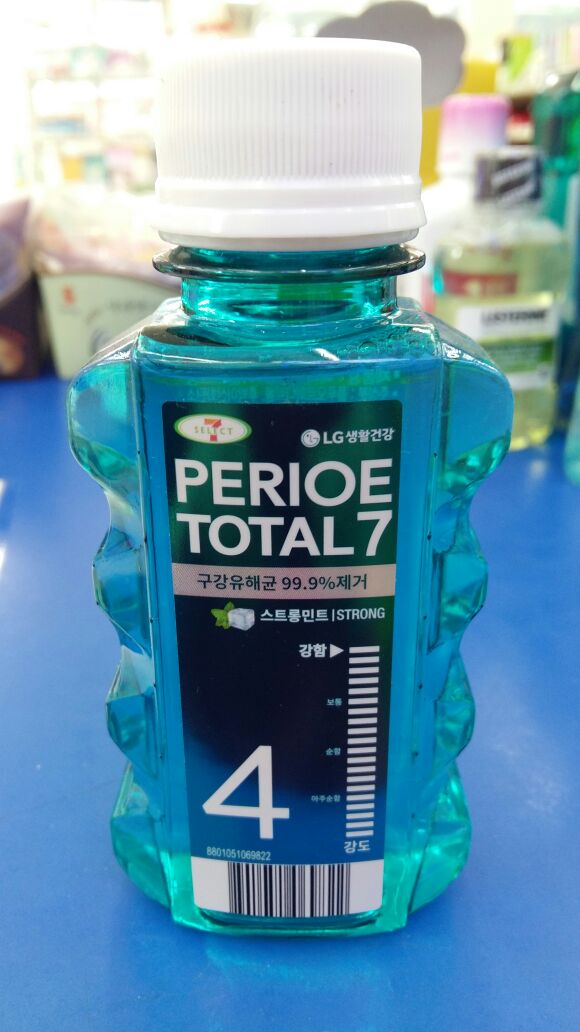 7
SELECT
LG생활건강
PERIOE
TOTAL7
구강유해균 99.9%제거
스트롱민트 | STRONG
강함 ▶
보통
순함
아주순함
4
강도
8801051069822
LISTERINE